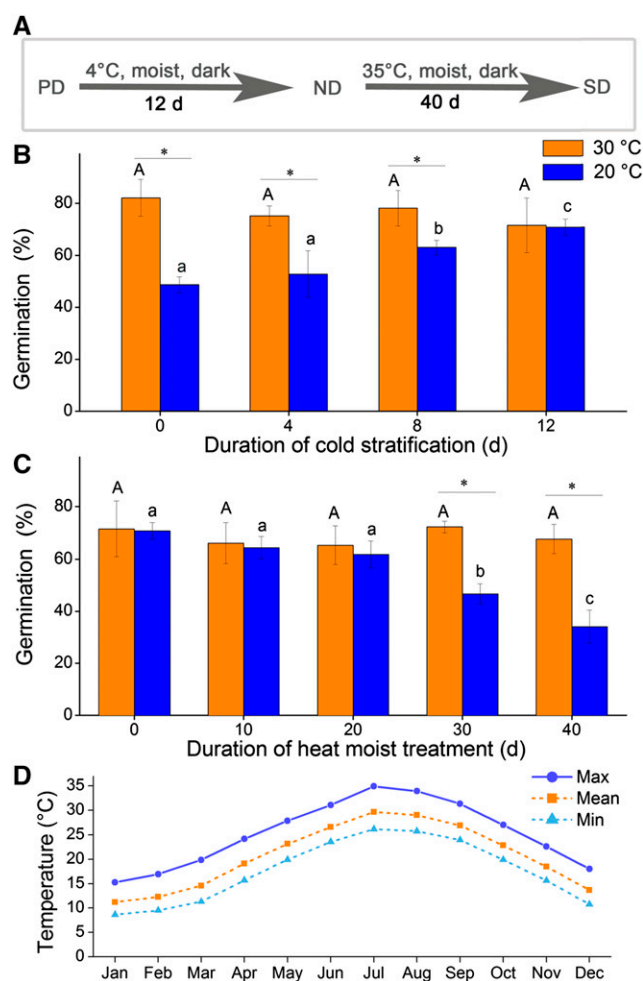 A
PD 4°C, moist, dark ND 35°C, moist, dark SD
12 d 40 d
B
30 °C
20 °C
Germination (%)
80
60
40
20
0
* * *
A a A a A b A c
0 4 8 12
Duration of cold stratification (d)
C
Germination (%)
80
60
40
20
0
* *
A a A a A a A b A c
0 10 20 30 40
Duration of heat moist treatment (d)
D
Temperature (°C)
35
30
25
20
15
10
5
0
Max
Mean
Min
Jan Feb Mar Apr May Jun Jul Aug Sep Oct Nov Dec